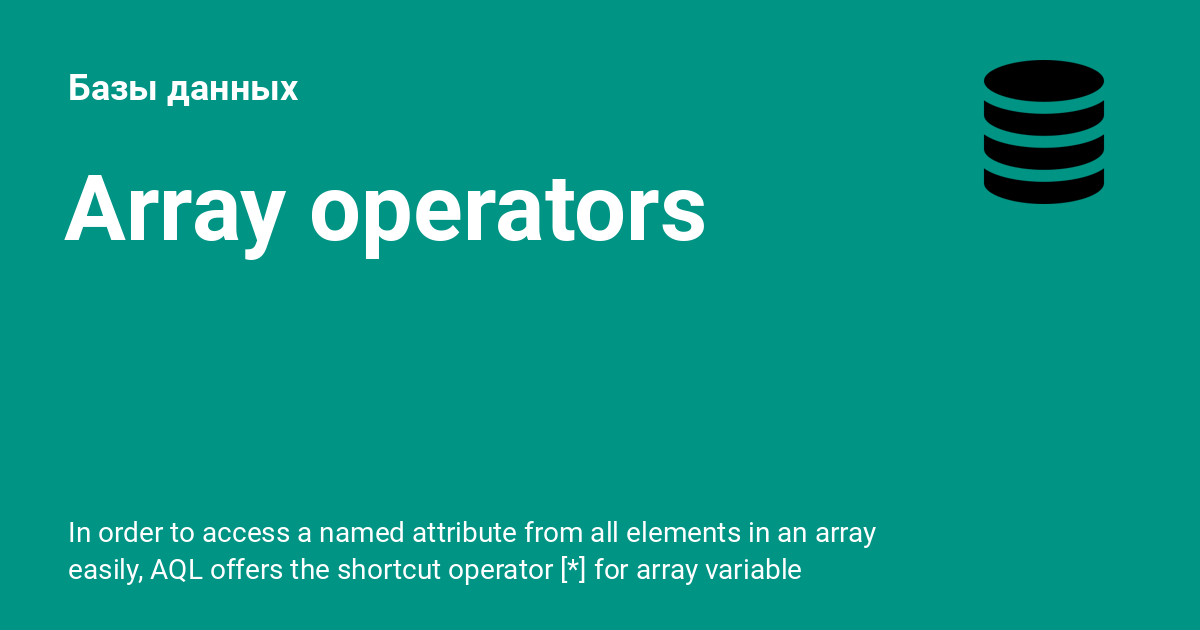 Базы данных
Array operators
In order to access a named attribute from all elements in an array
easily, AQL offers the shortcut operator [*] for array variable